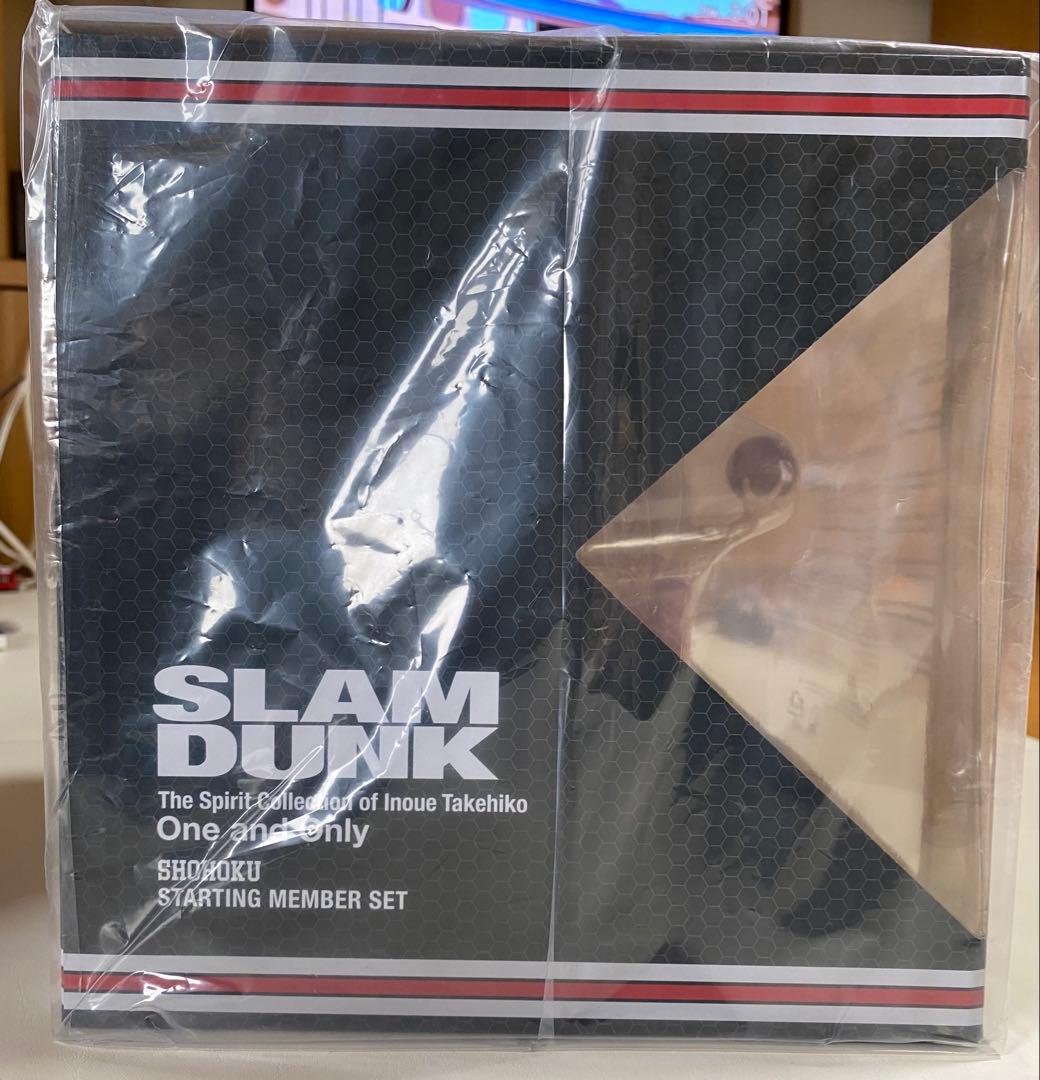 SLAM
DUNK
The Spirit Collection of Inoue Takehiko
One and Only
SHOHOKU
STARTING MEMBER SET